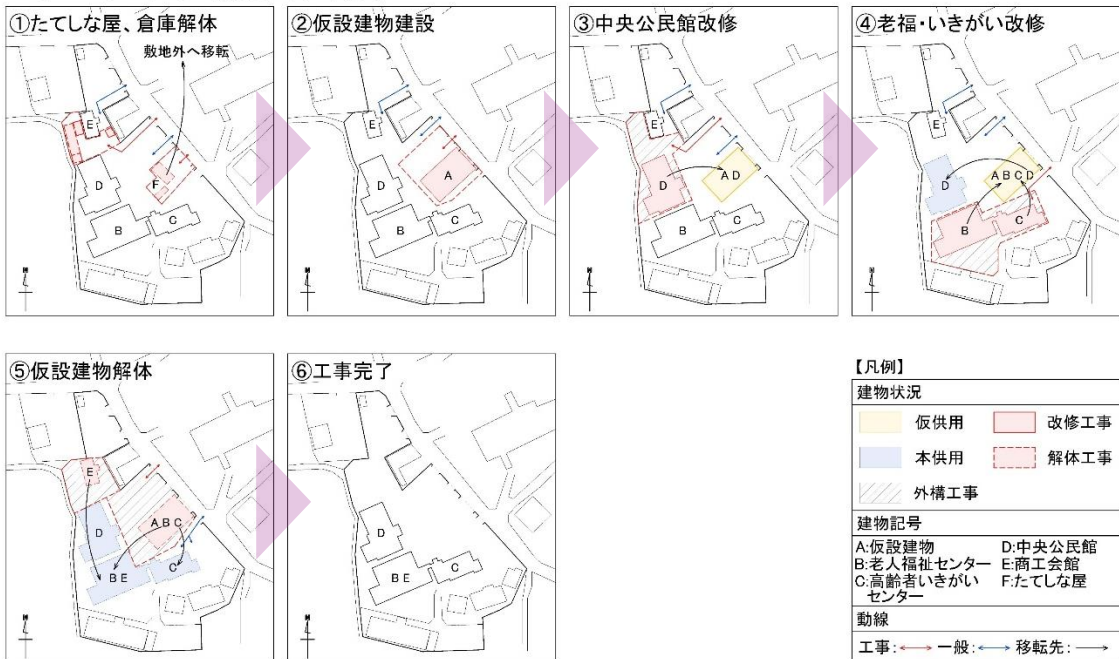 ①たてしな屋、倉庫解体
敷地外へ移転
E
D
F
B
C
N
②仮設建物建設
E
A
D
B
C
N
③中央公民館改修
E
D
A D
B
C
N
④老福・いきがい改修
E
D
A B C D
B
C
N
⑤仮設建物解体
E
D
A B C
B E
C
N
⑥工事完了
D
B E
C
N
【凡例】
建物状況
仮供用 改修工事
本供用 解体工事
外構工事
建物記号
A:仮設建物 D:中央公民館
B:老人福祉センター E:商工会館
C:高齢者いきがい F:たてしな屋
センター
動線
工事: 一般: 移転先: